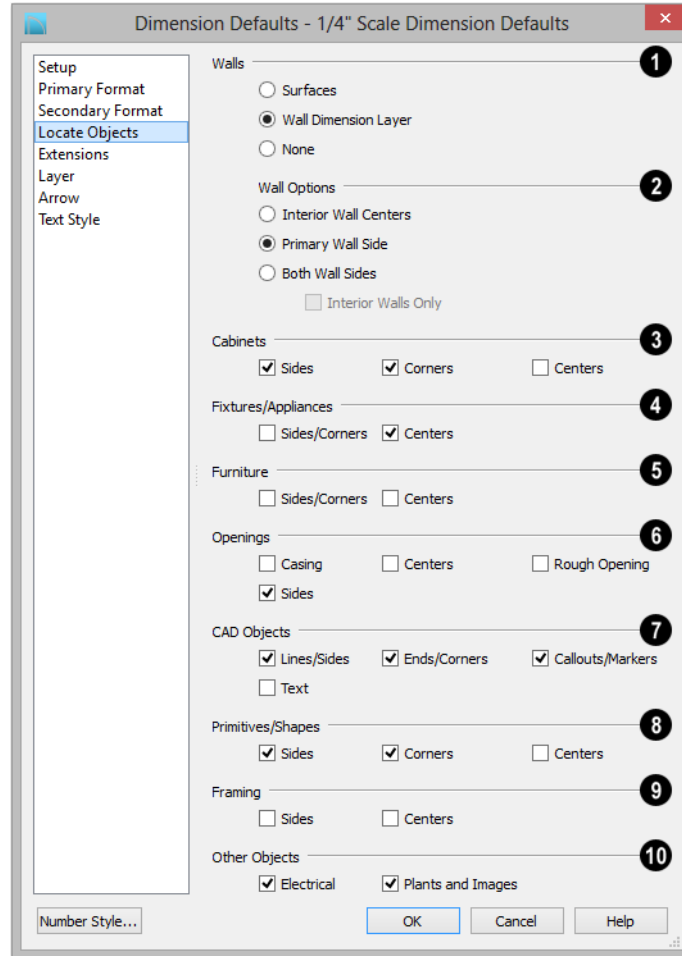 Dimension Defaults - 1/4" Scale Dimension Defaults
×
Setup
Primary Format
Secondary Format
Locate Objects
Extensions
Layer
Arrow
Text Style
Walls 1
Surfaces
Wall Dimension Layer
None
Wall Options 2
Interior Wall Centers
Primary Wall Side
Both Wall Sides
Interior Walls Only
Cabinets 3
Sides Corners Centers
Fixtures/Appliances 4
Sides/Corners Centers
Furniture 5
Sides/Corners Centers
Openings 6
Casing Centers Rough Opening
Sides
CAD Objects 7
Lines/Sides Ends/Corners Callouts/Markers
Text
Primitives/Shapes 8
Sides Corners Centers
Framing 9
Sides Centers
Other Objects 10
Electrical Plants and Images
Number Style... OK Cancel Help